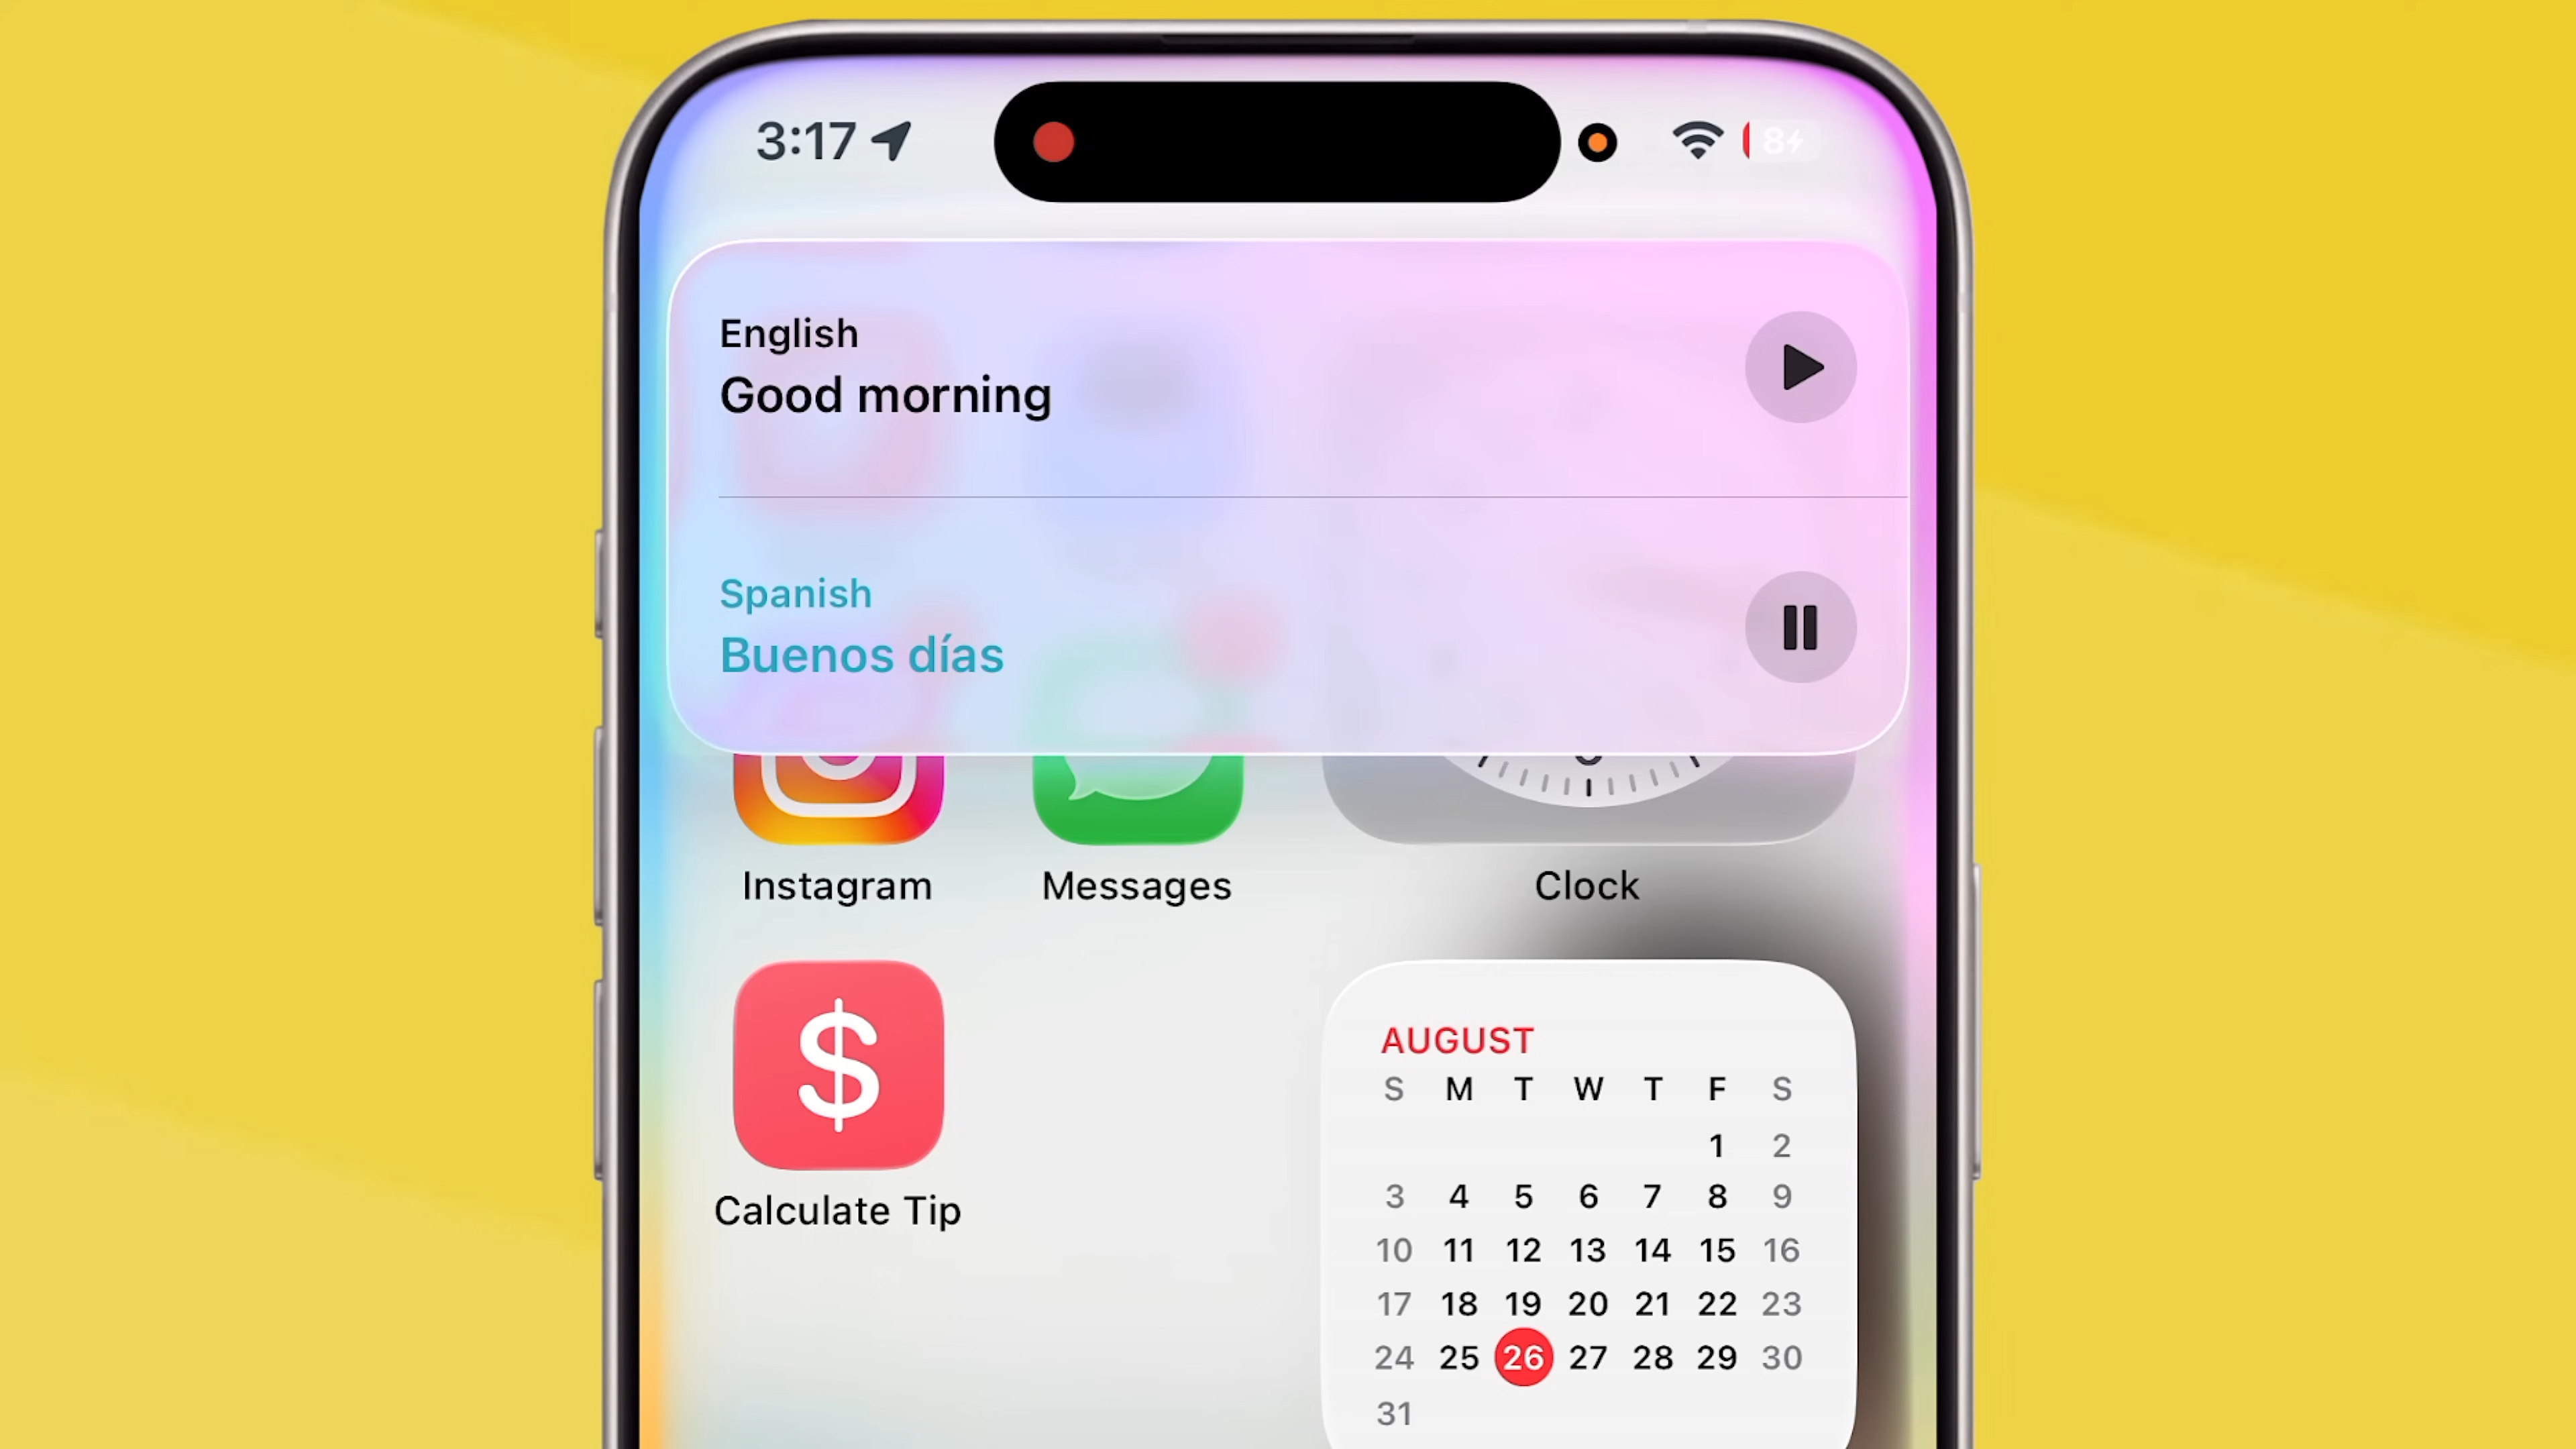 3:17
8
English
Good morning
Spanish
Buenos días
Instagram
Messages
Clock
$
Calculate Tip
AUGUST
S M T W T F S
1 2
3 4 5 6 7 8 9
10 11 12 13 14 15 16
17 18 19 20 21 22 23
24 25 26 27 28 29 30
31